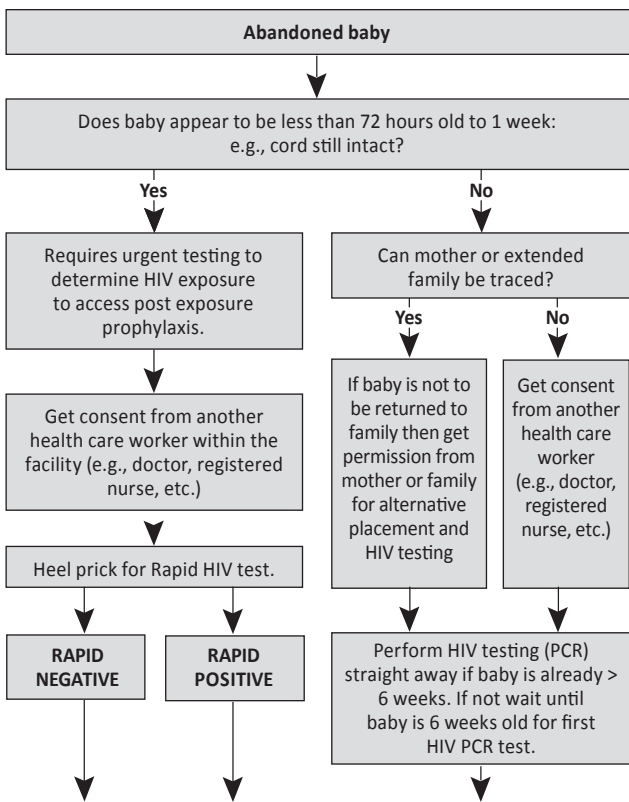 Abandoned baby
Does baby appear to be less than 72 hours old to 1 week:
e.g., cord still intact?
Yes
No
Requires urgent testing to
determine HIV exposure
to access post exposure
prophylaxis.
Can mother or extended
family be traced?
Yes
No
Get consent from another
health care worker within the
facility (e.g., doctor, registered
nurse, etc.)
If baby is not to
be returned to
family then get
permission from
mother or family
for alternative
placement and
HIV testing
Get consent
from another
health care
worker
(e.g., doctor,
registered
nurse, etc.)
Heel prick for Rapid HIV test.
RAPID
NEGATIVE
RAPID
POSITIVE
Perform HIV testing (PCR)
straight away if baby is already >
6 weeks. If not wait until
baby is 6 weeks old for first
HIV PCR test.